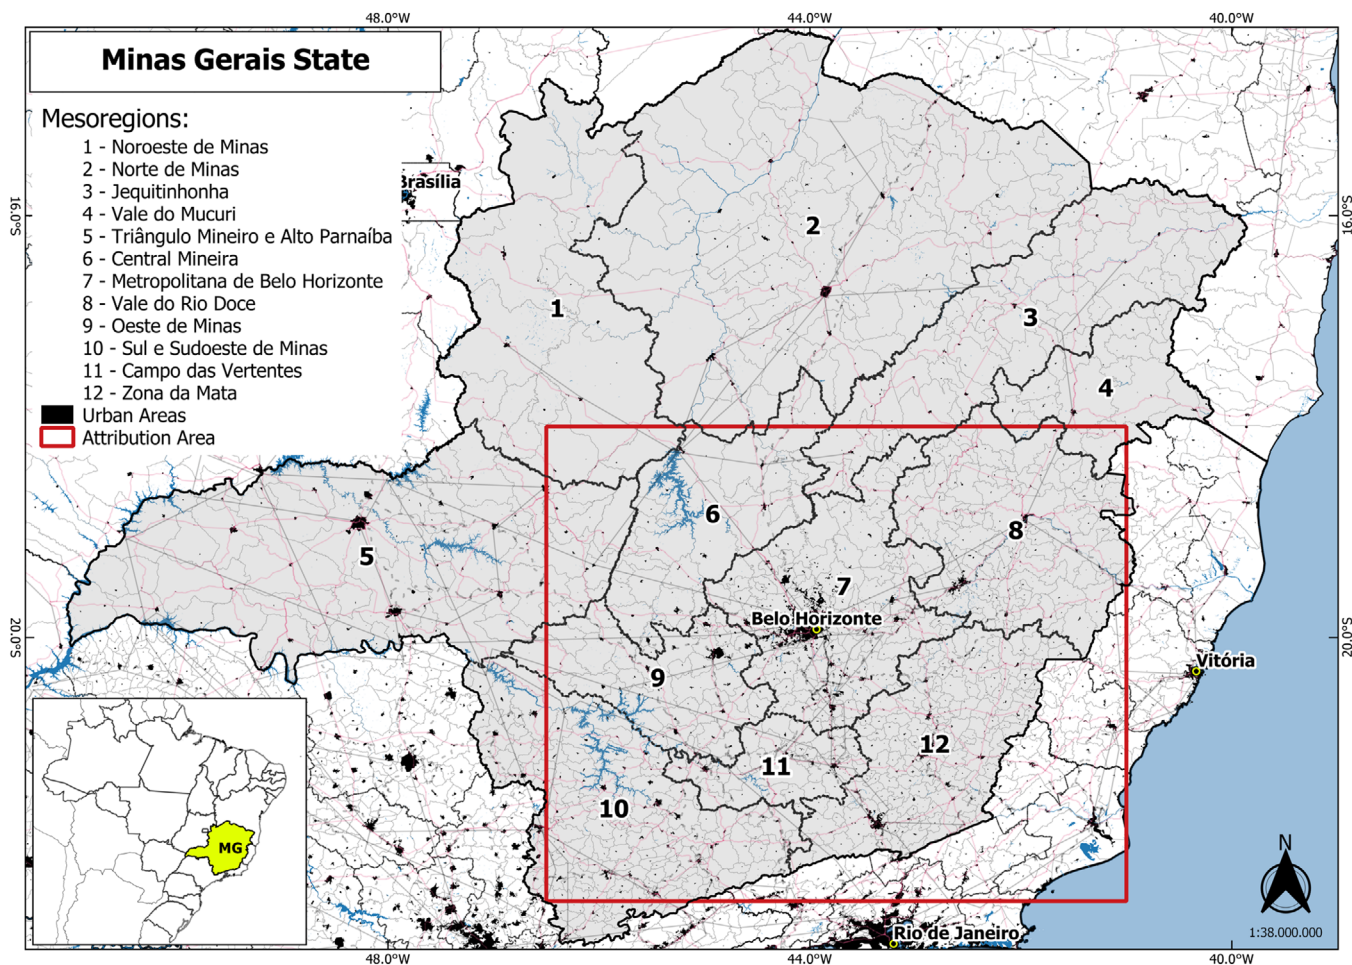 48.0°W 44.0°W 40.0°W
Minas Gerais State
Mesoregions:
1 - Noroeste de Minas
2 - Norte de Minas
3 - Jequitinhonha
4 - Vale do Mucuri
5 - Triângulo Mineiro e Alto Parnaíba
6 - Central Mineira
7 - Metropolitana de Belo Horizonte
8 - Vale do Rio Doce
9 - Oeste de Minas
10 - Sul e Sudoeste de Minas
11 - Campo das Vertentes
12 - Zona da Mata
Urban Areas
Attribution Area
Brasília
16.0°S
16.0°S
2
1
3
4
6
8
5
7
Belo Horizonte
20.0°S
20.0°S
Vitória
9
12
11
10
MG
N
1:38.000.000
Rio de Janeiro
48.0°W 44.0°W 40.0°W